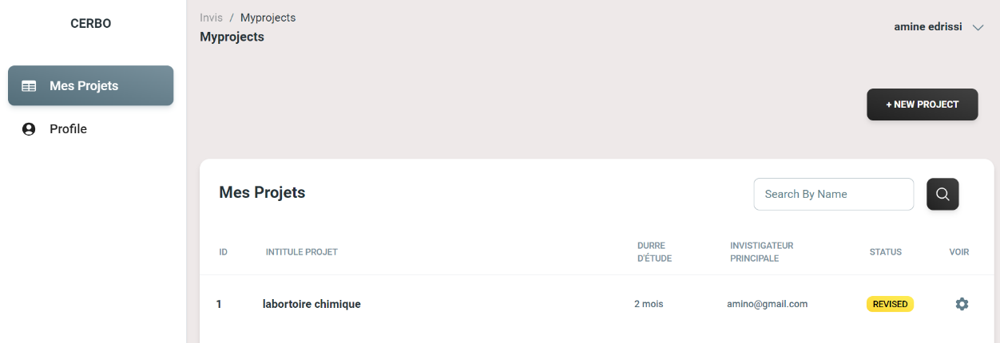 CERBO
Invis / Myprojects
Myprojects
amine edrissi
Mes Projets
Profile
+ NEW PROJECT
Mes Projets
Search By Name
ID
INTITULE PROJET
DURRE
D'ÉTUDE
INVISTIGATEUR
PRINCIPALE
STATUS
VOIR
1
labortoire chimique
2 mois
amino@gmail.com
REVISED